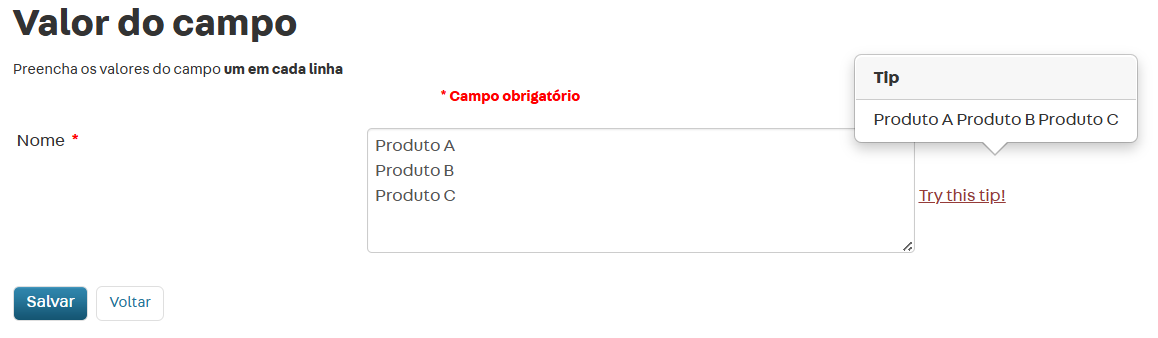 Valor do campo
Preencha os valores do campo um em cada linha
* Campo obrigatório
Tip
Produto A Produto B Produto C
Nome *
Produto A
Produto B
Produto C
Try this tip!
Salvar
Voltar